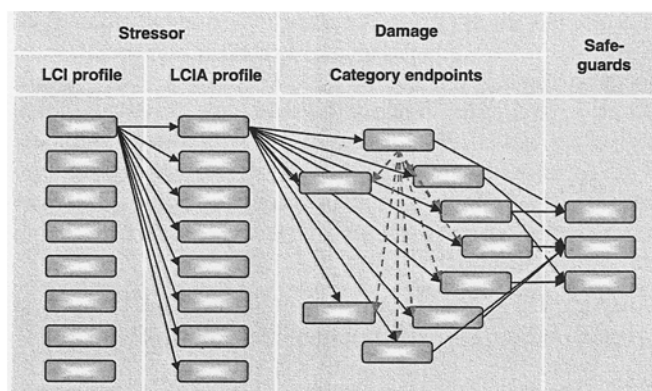 Stressor
Damage
Safe-
guards
LCI profile
LCIA profile
Category endpoints